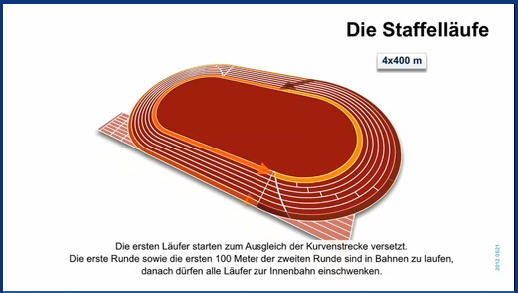 Die Staffelläufe
4x400 m
Die ersten Läufer starten zum Ausgleich der Kurvenstrecke versetzt.
Die erste Runde sowie die ersten 100 Meter der zweiten Runde sind in Bahnen zu laufen,
danach dürfen alle Läufer zur Innenbahn einschwenken.
2012 0521